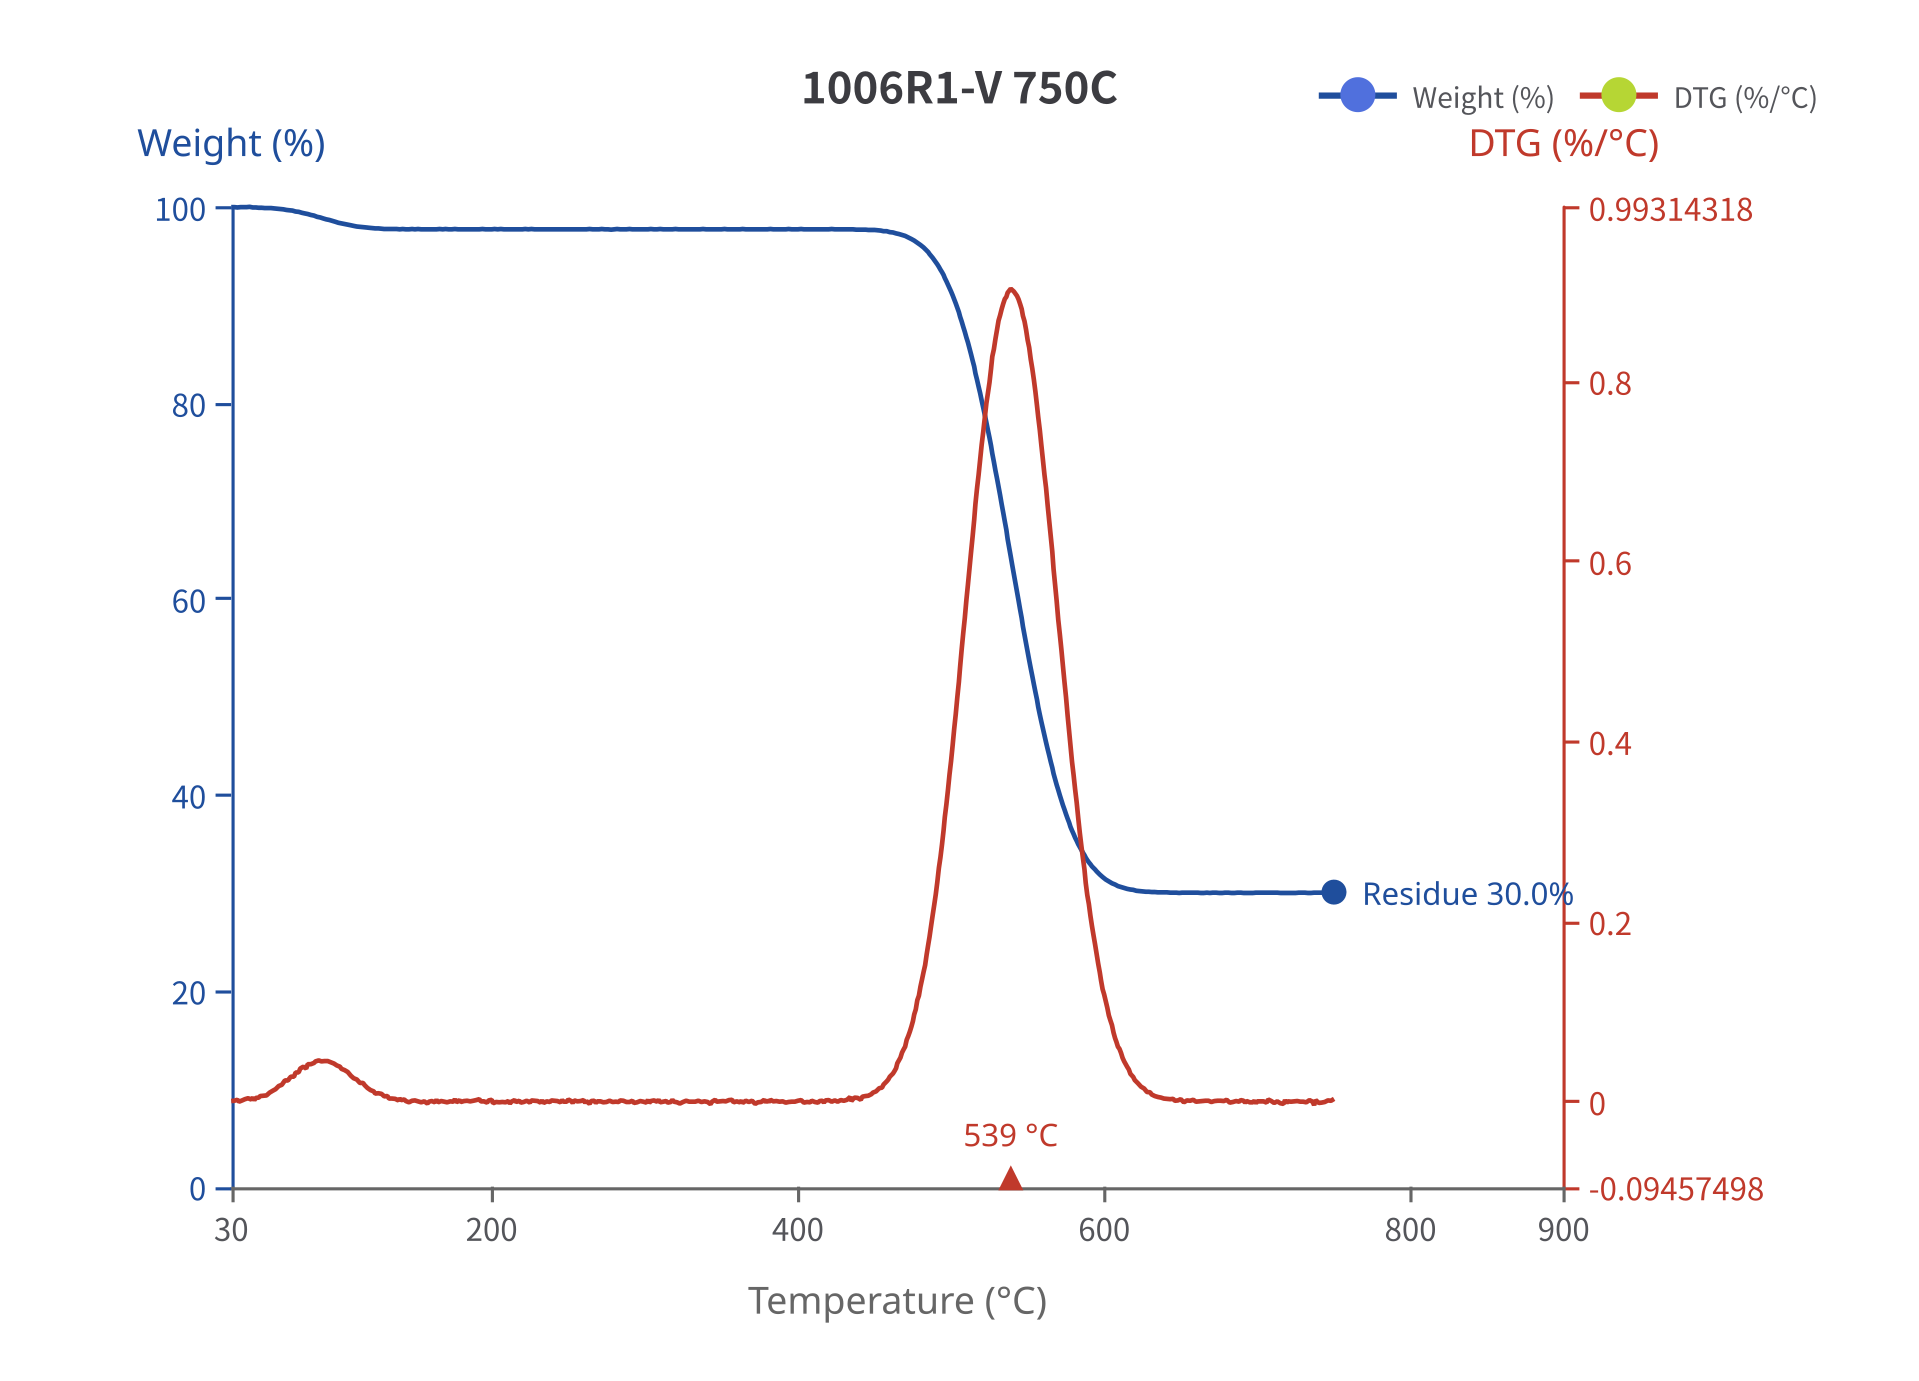 1006R1-V 750C
Weight (%)
DTG (%/°C)
Weight (%)
DTG (%/°C)
100
80
60
40
20
0
0.99314318
0.8
0.6
0.4
0.2
0
-0.09457498
Residue 30.0%
539 °C
30
200
400
600
800
900
Temperature (°C)